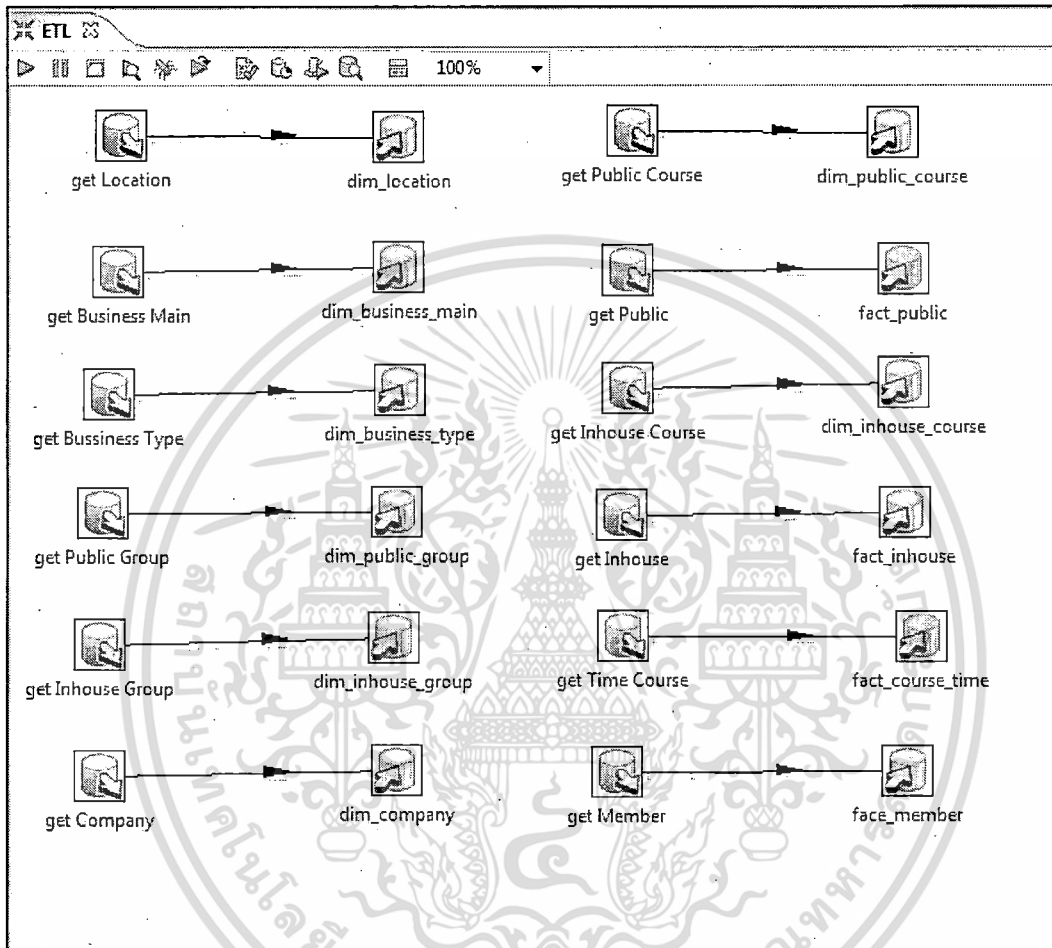 ETL
100%
get Location
dim_location
get Public Course
dim_public_course
get Business Main
dim_business_main
get Public
fact_public
get Bussiness Type
dim_business_type
get Inhouse Course
dim_inhouse_course
get Public Group
dim_public_group
get Inhouse
fact_inhouse
get Inhouse Group
dim_inhouse_group
get Time Course
fact_course_time
get Company
dim_company
get Member
face_member